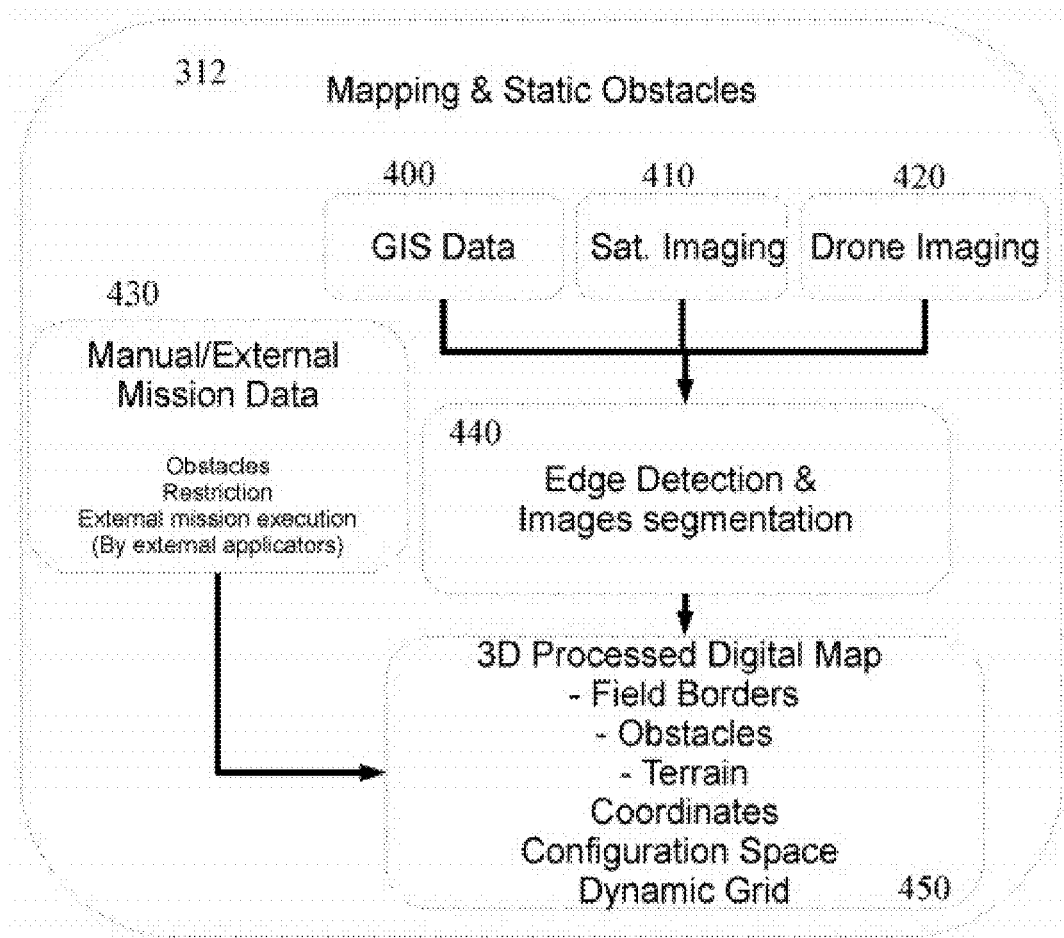 312
Mapping & Static Obstacles
400
410
420
GIS Data
Sat. Imaging
Drone Imaging
430
Manual/External
Mission Data
Obstacles
Restriction
External mission execution
(By external applicators)
440
Edge Detection &
Images segmentation
3D Processed Digital Map
- Field Borders
- Obstacles
- Terrain
Coordinates
Configuration Space
Dynamic Grid
450